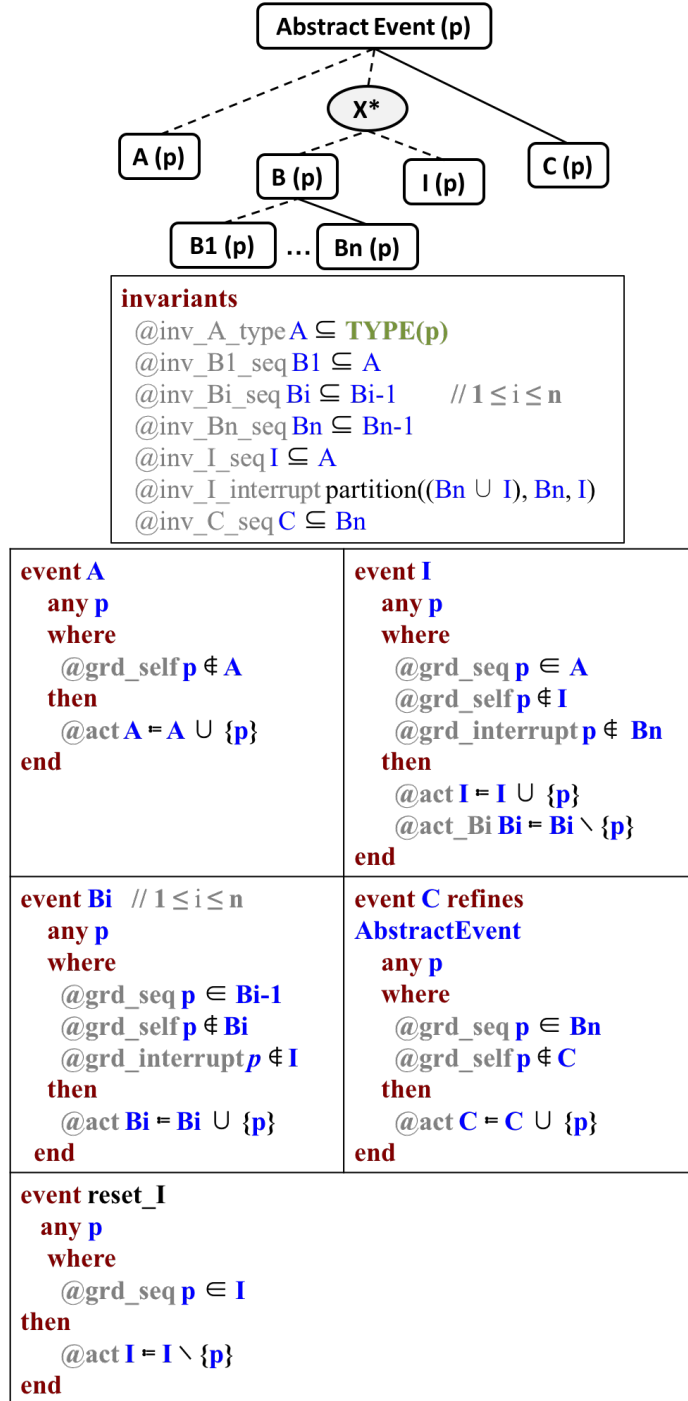 Abstract Event (p)
X*
A (p)
B (p)
I (p)
C (p)
B1 (p)
...
Bn (p)
invariants
@inv_A_type A ⊆ TYPE(p)
@inv_B1_seq B1 ⊆ A
@inv_Bi_seq Bi ⊆ Bi-1 // 1 ≤ i ≤ n
@inv_Bn_seq Bn ⊆ Bn-1
@inv_I_seq I ⊆ A
@inv_I_interrupt partition((Bn ∪ I), Bn, I)
@inv_C_seq C ⊆ Bn
event A
any p
where
@grd_self p ∉ A
then
@act A ≔ A ∪ {p}
end
event I
any p
where
@grd_seq p ∈ A
@grd_self p ∉ I
@grd_interrupt p ∉ Bn
then
@act I ≔ I ∪ {p}
@act_Bi Bi ≔ Bi ∖ {p}
end
event Bi // 1 ≤ i ≤ n
any p
where
@grd_seq p ∈ Bi-1
@grd_self p ∉ Bi
@grd_interrupt p ∉ I
then
@act Bi ≔ Bi ∪ {p}
end
event C refines
AbstractEvent
any p
where
@grd_seq p ∈ Bn
@grd_self p ∉ C
then
@act C ≔ C ∪ {p}
end
event reset_I
any p
where
@grd_seq p ∈ I
then
@act I ≔ I ∖ {p}
end